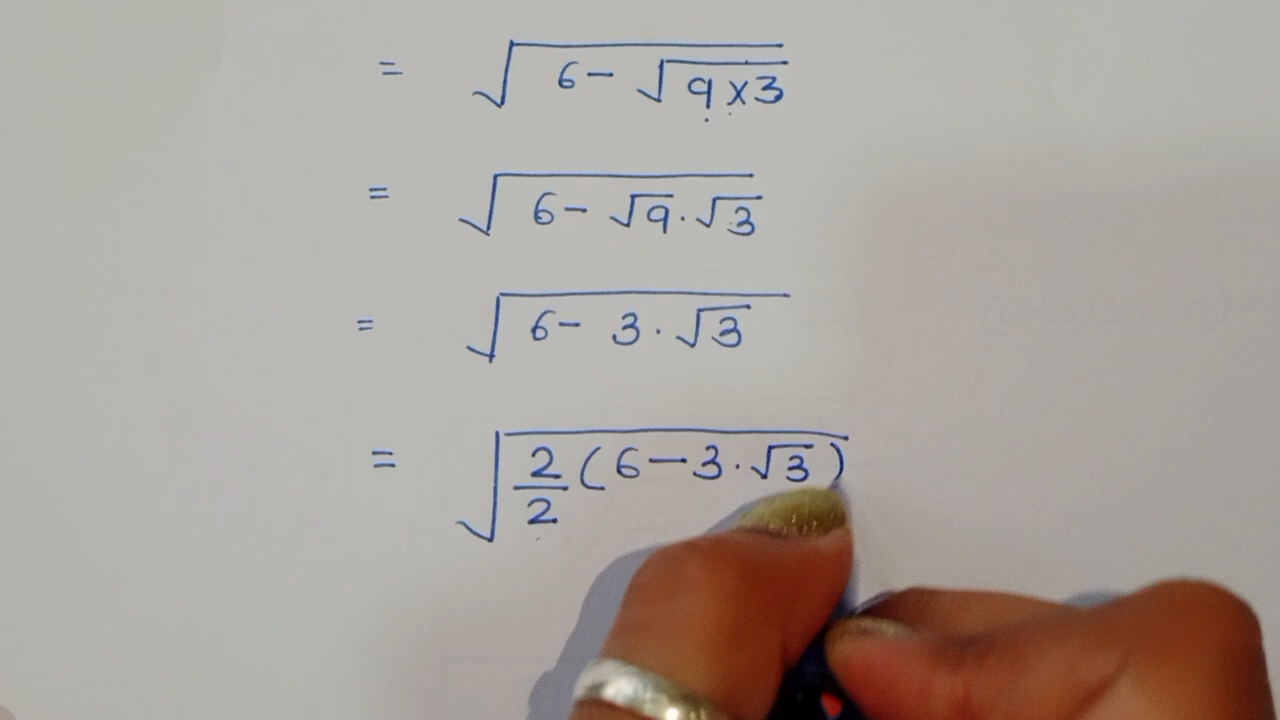 = √(6 - √(9 × 3))
= √(6 - √9 · √3)
= √(6 - 3 · √3)
= √(2/2 (6 - 3 · √3))